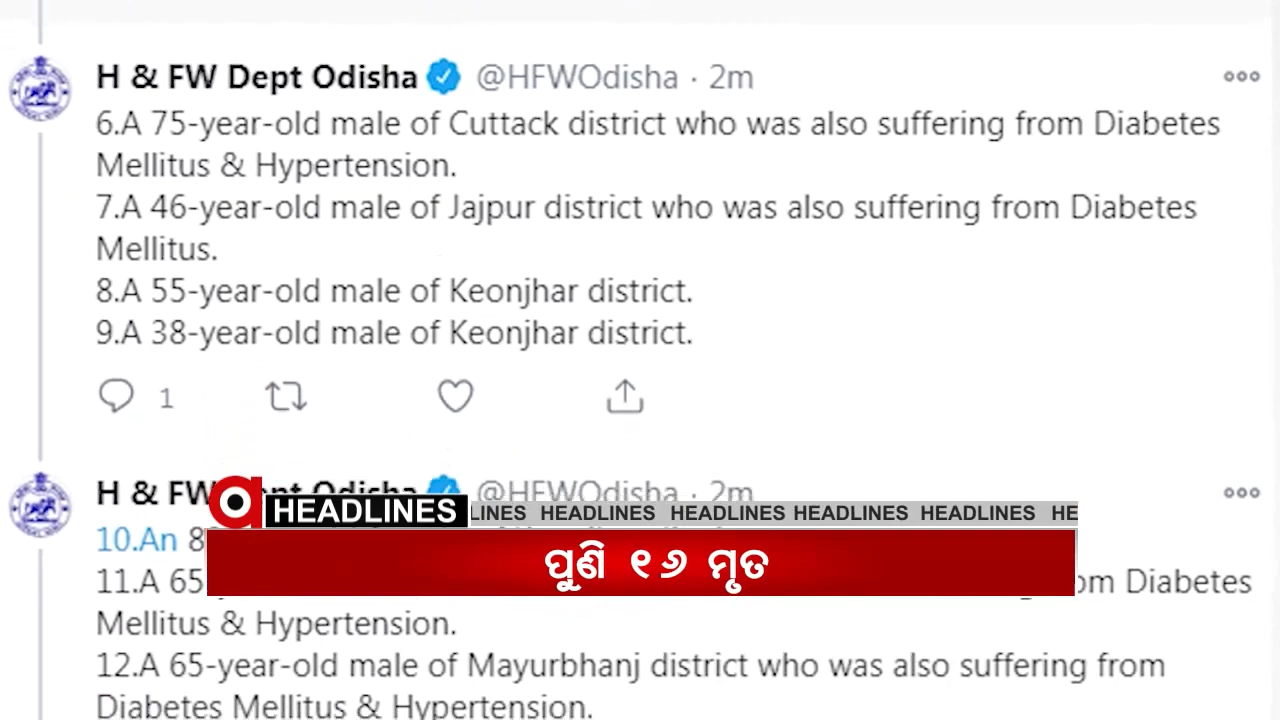 H & FW Dept Odisha @HFWOdisha · 2m
6.A 75-year-old male of Cuttack district who was also suffering from Diabetes
Mellitus & Hypertension.
7.A 46-year-old male of Jajpur district who was also suffering from Diabetes
Mellitus.
8.A 55-year-old male of Keonjhar district.
9.A 38-year-old male of Keonjhar district.
1
H & FW Dept Odisha @HFWOdisha · 2m
HEADLINES LINES HEADLINES HEADLINES HEADLINES HEADLINES HE
10.An 8
ପୁଣି ୧୬ ମୃତ
11.A 65 om Diabetes
Mellitus & Hypertension.
12.A 65-year-old male of Mayurbhanj district who was also suffering from
Diabetes Mellitus & Hypertension.